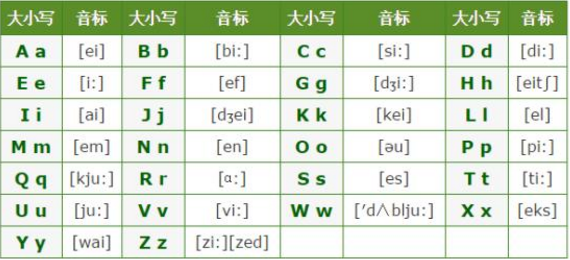 大小写 音标 大小写 音标 大小写 音标 大小写 音标
A a [ei] B b [bi:] C c [si:] D d [di:]
E e [i:] F f [ef] G g [dʒi:] H h [eitʃ]
I i [ai] J j [dʒei] K k [kei] L l [el]
M m [em] N n [en] O o [əu] P p [pi:]
Q q [kju:] R r [ɑ:] S s [es] T t [ti:]
U u [ju:] V v [vi:] W w ['d∧blju:] X x [eks]
Y y [wai] Z z [zi:][zed]